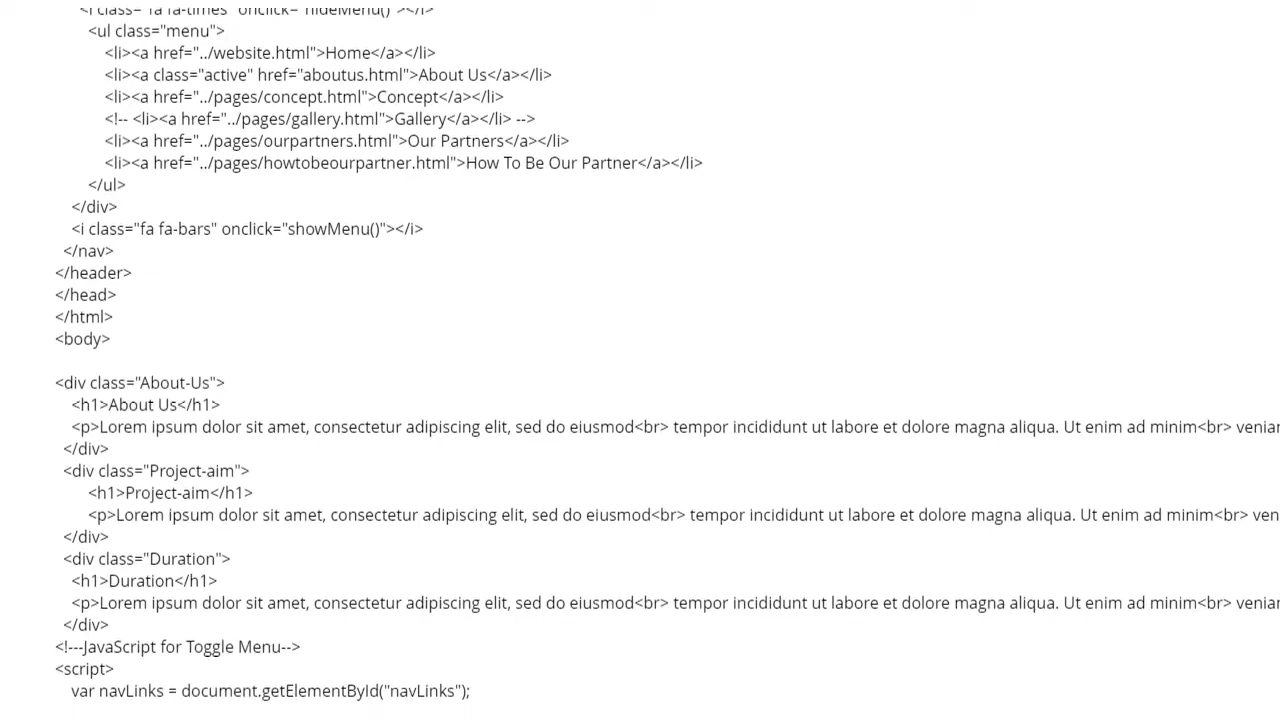 <i class="fa fa-times" onclick="hideMenu()"></i>
<ul class="menu">
<li><a href="../website.html">Home</a></li>
<li><a class="active" href="aboutus.html">About Us</a></li>
<li><a href="../pages/concept.html">Concept</a></li>
<!-- <li><a href="../pages/gallery.html">Gallery</a></li> -->
<li><a href="../pages/ourpartners.html">Our Partners</a></li>
<li><a href="../pages/howtobeourpartner.html">How To Be Our Partner</a></li>
</ul>
</div>
<i class="fa fa-bars" onclick="showMenu()"></i>
</nav>
</header>
</head>
</html>
<body>
<div class="About-Us">
<h1>About Us</h1>
<p>Lorem ipsum dolor sit amet, consectetur adipiscing elit, sed do eiusmod<br> tempor incididunt ut labore et dolore magna aliqua. Ut enim ad minim<br>
</div>
<div class="Project-aim">
<h1>Project-aim</h1>
<p>Lorem ipsum dolor sit amet, consectetur adipiscing elit, sed do eiusmod<br> tempor incididunt ut labore et dolore magna aliqua. Ut enim ad minim<br> ven
</div>
<div class="Duration">
<h1>Duration</h1>
<p>Lorem ipsum dolor sit amet, consectetur adipiscing elit, sed do eiusmod<br> tempor incididunt ut labore et dolore magna aliqua. Ut enim ad minim<br>
</div>
<!---JavaScript for Toggle Menu-->
<script>
var navLinks = document.getElementById("navLinks");